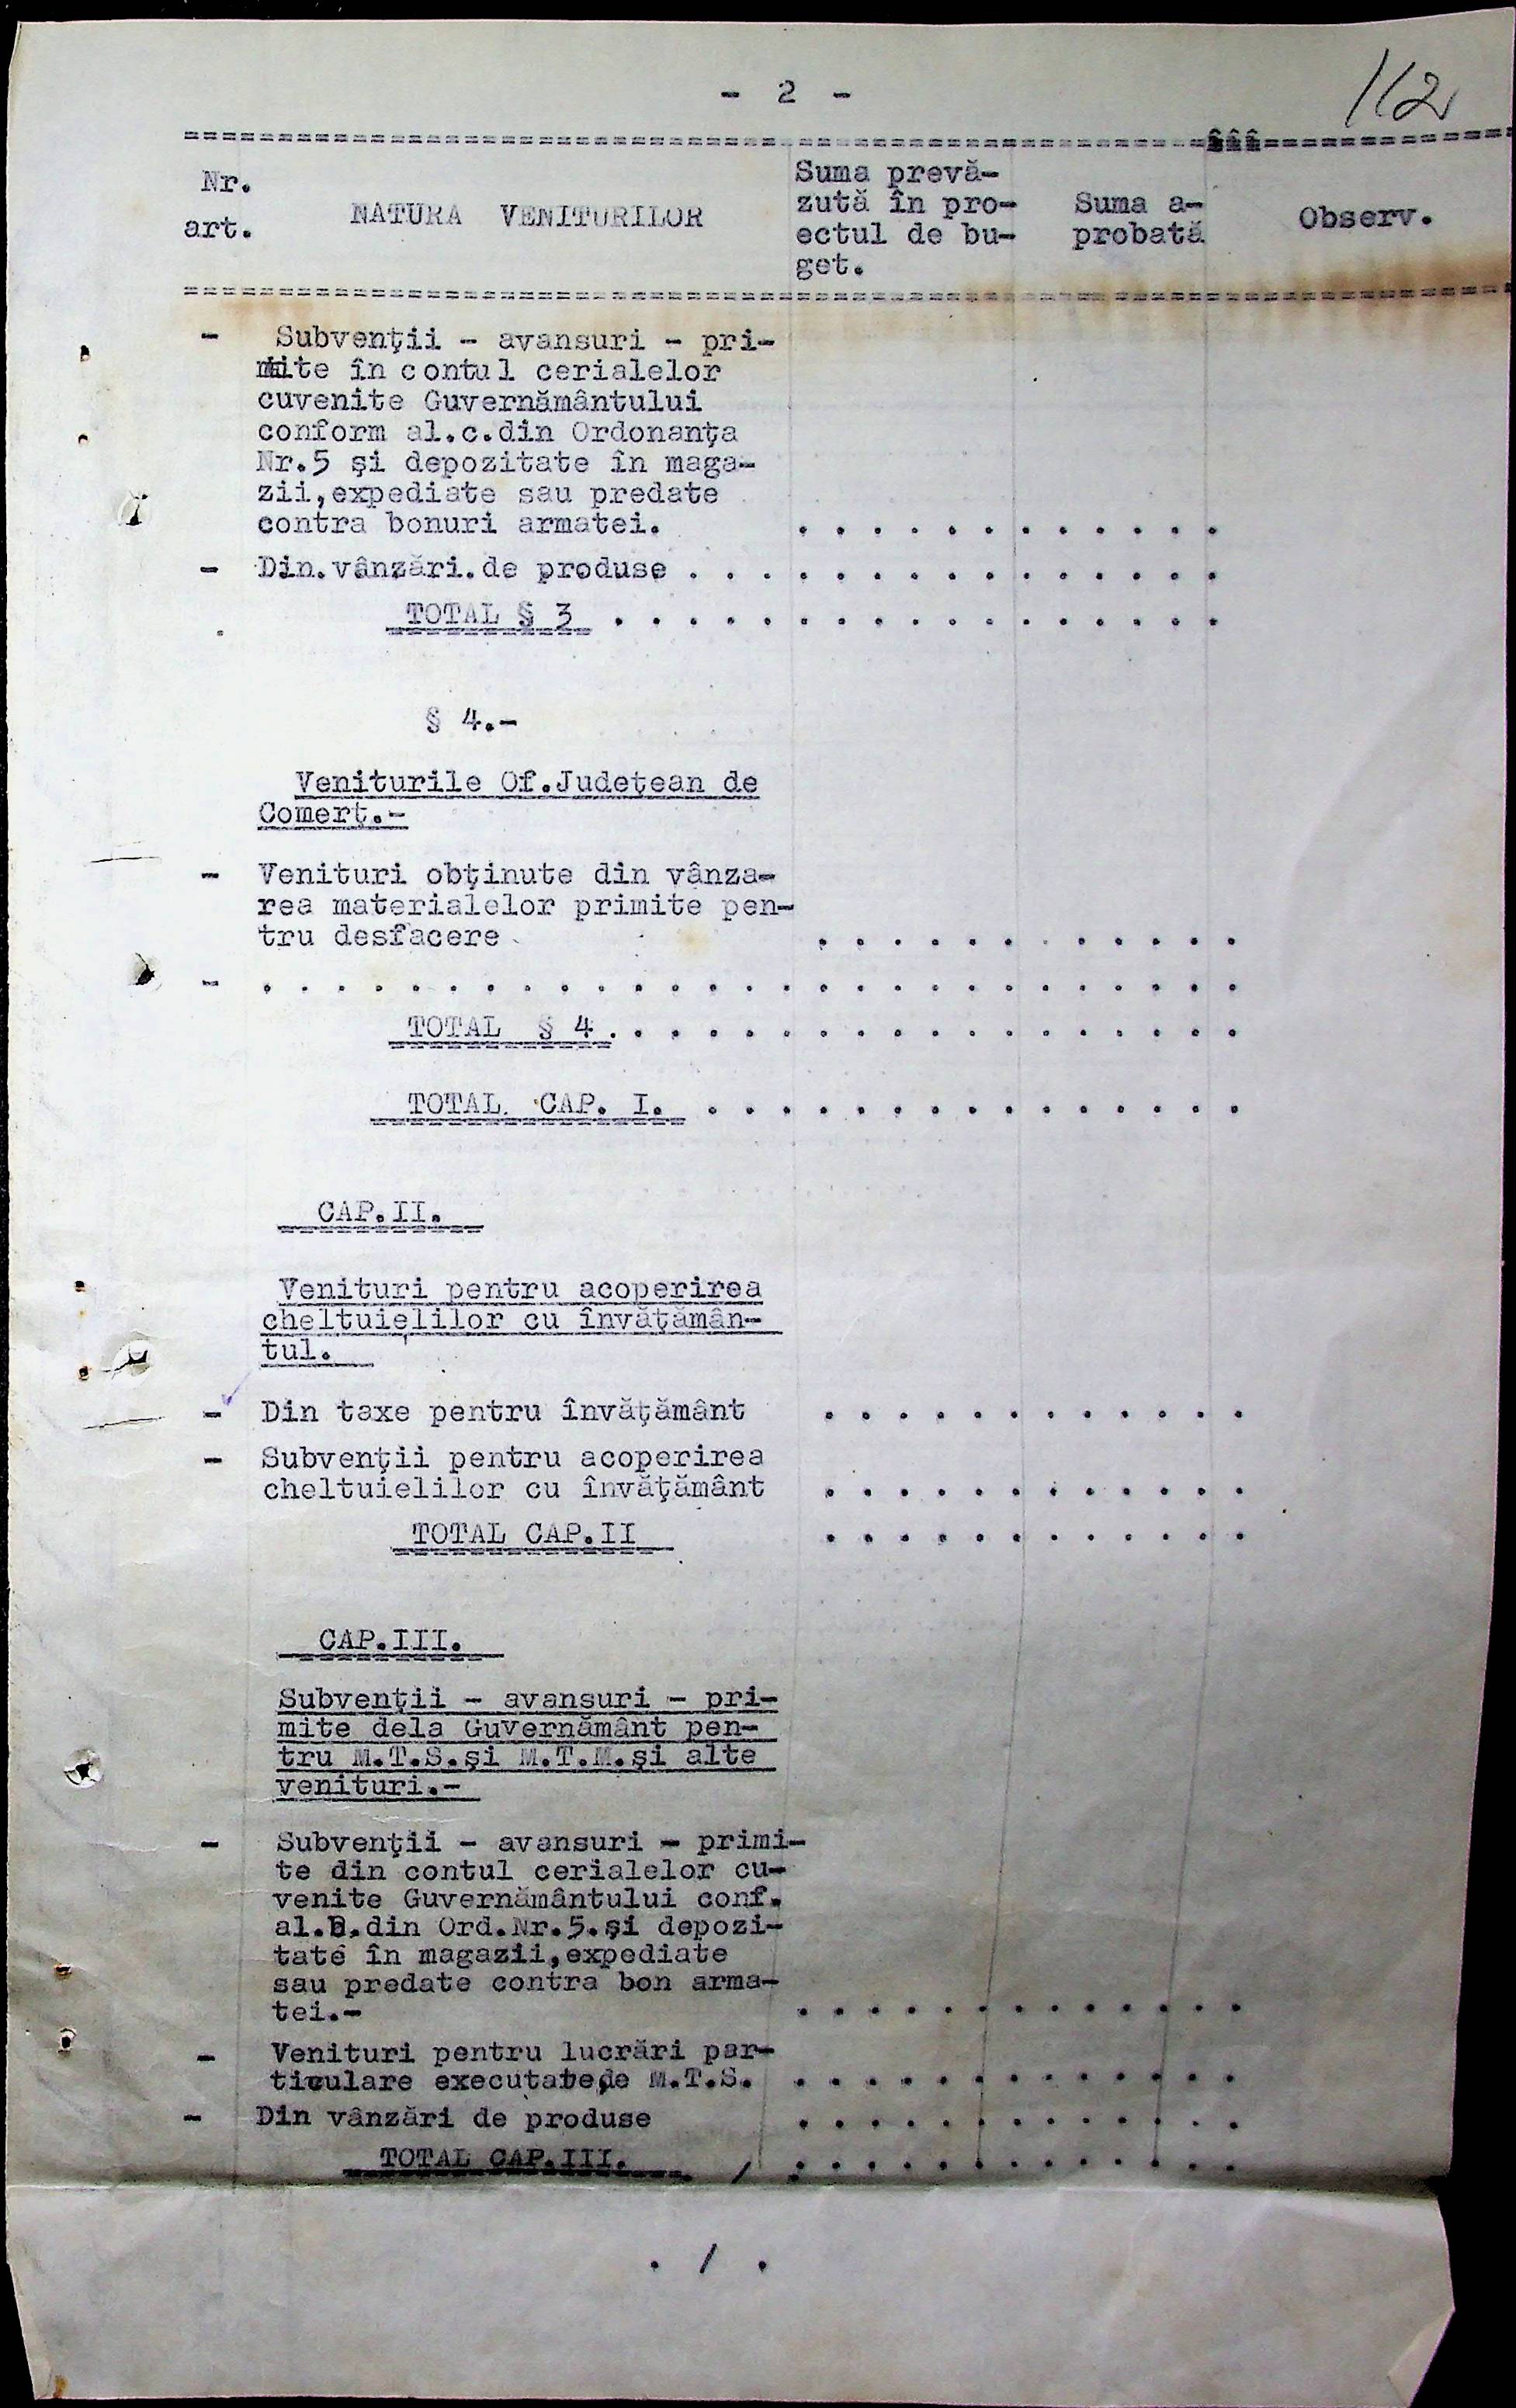 - 2 -
112
Nr.
art.
NATURA VENITURILOR
Suma prevă-
zută în pro-
ectul de bu-
get.
Suma a-
probată
Observ.
- Subvenţii - avansuri - pri-
mite în contul cerialelor
cuvenite Guvernământului
conform al.c.din Ordonanţa
Nr.5 şi depozitate în maga-
zii,expediate sau predate
contra bonuri armatei. . . . . . . . . . . . .
- Din.vânzări.de produse . . . . . . . . . . . . . . .
TOTAL § 3 . . . . . . . . . . . . . . . . .
§ 4.-
Veniturile Of.Judeţean de
Comerţ.-
- Venituri obţinute din vânza-
rea materialelor primite pen-
tru desfacere . . . . . . . . . . . .
- . . . . . . . . . . . . . . . . . . . . . . . . . . .
TOTAL § 4. . . . . . . . . . . . . . . . . .
TOTAL CAP. I. . . . . . . . . . . . . . . .
CAP.II.
Venituri pentru acoperirea
cheltuielilor cu învăţămân-
tul.
- Din taxe pentru învăţământ . . . . . . . . . . . .
- Subvenţii pentru acoperirea
cheltuielilor cu învăţământ . . . . . . . . . . . .
TOTAL CAP.II . . . . . . . . . . . .
CAP.III.
Subvenţii - avansuri - pri-
mite dela Guvernământ pen-
tru M.T.S.şi M.T.M.şi alte
venituri.-
- Subvenţii - avansuri - primi-
te din contul cerialelor cu-
venite Guvernământului conf.
al.B.din Ord.Nr.5.şi depozi-
tate în magazii,expediate
sau predate contra bon arma-
tei.- . . . . . . . . . . . . .
- Venituri pentru lucrări par-
ticulare executate de M.T.S. . . . . . . . . . . . . .
- Din vânzări de produse . . . . . . . . . . . . .
TOTAL CAP.III. . . . . . . . . . . . . .
. / .